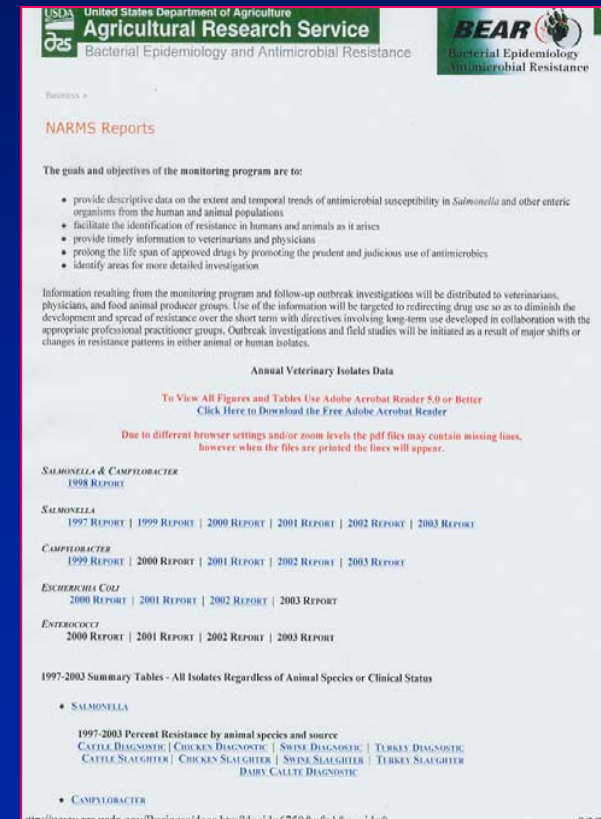 USDA United States Department of Agriculture
Agricultural Research Service
Bacterial Epidemiology and Antimicrobial Resistance
ars
BEAR
Bacterial Epidemiology
Antimicrobial Resistance
Business »
NARMS Reports
The goals and objectives of the monitoring program are to:
• provide descriptive data on the extent and temporal trends of antimicrobial susceptibility in Salmonella and other enteric
organisms from the human and animal populations
• facilitate the identification of resistance in humans and animals as it arises
• provide timely information to veterinarians and physicians
• prolong the life span of approved drugs by promoting the prudent and judicious use of antimicrobics
• identify areas for more detailed investigation
Information resulting from the monitoring program and follow-up outbreak investigations will be distributed to veterinarians,
physicians, and food animal producer groups. Use of the information will be targeted to redirecting drug use so as to diminish the
development and spread of resistance over the short term with directives involving long-term use developed in collaboration with the
appropriate professional practitioner groups. Outbreak investigations and field studies will be initiated as a result of major shifts or
changes in resistance patterns in either animal or human isolates.
Annual Veterinary Isolates Data
To View All Figures and Tables Use Adobe Acrobat Reader 5.0 or Better
Click Here to Download the Free Adobe Acrobat Reader
Due to different browser settings and/or zoom levels the pdf files may contain missing lines,
however when the files are printed the lines will appear.
SALMONELLA & CAMPYLOBACTER
1998 REPORT
SALMONELLA
1997 REPORT | 1999 REPORT | 2000 REPORT | 2001 REPORT | 2002 REPORT | 2003 REPORT
CAMPYLOBACTER
1999 REPORT | 2000 REPORT | 2001 REPORT | 2002 REPORT | 2003 REPORT
ESCHERICHIA COLI
2000 REPORT | 2001 REPORT | 2002 REPORT | 2003 REPORT
ENTEROCOCCI
2000 REPORT | 2001 REPORT | 2002 REPORT | 2003 REPORT
1997-2003 Summary Tables - All Isolates Regardless of Animal Species or Clinical Status
• SALMONELLA
1997-2003 Percent Resistance by animal species and source
CATTLE DIAGNOSTIC | CHICKEN DIAGNOSTIC | SWINE DIAGNOSTIC | TURKEY DIAGNOSTIC
CATTLE SLAUGHTER | CHICKEN SLAUGHTER | SWINE SLAUGHTER | TURKEY SLAUGHTER
DAIRY CALLTE DIAGNOSTIC
• CAMPYLOBACTER